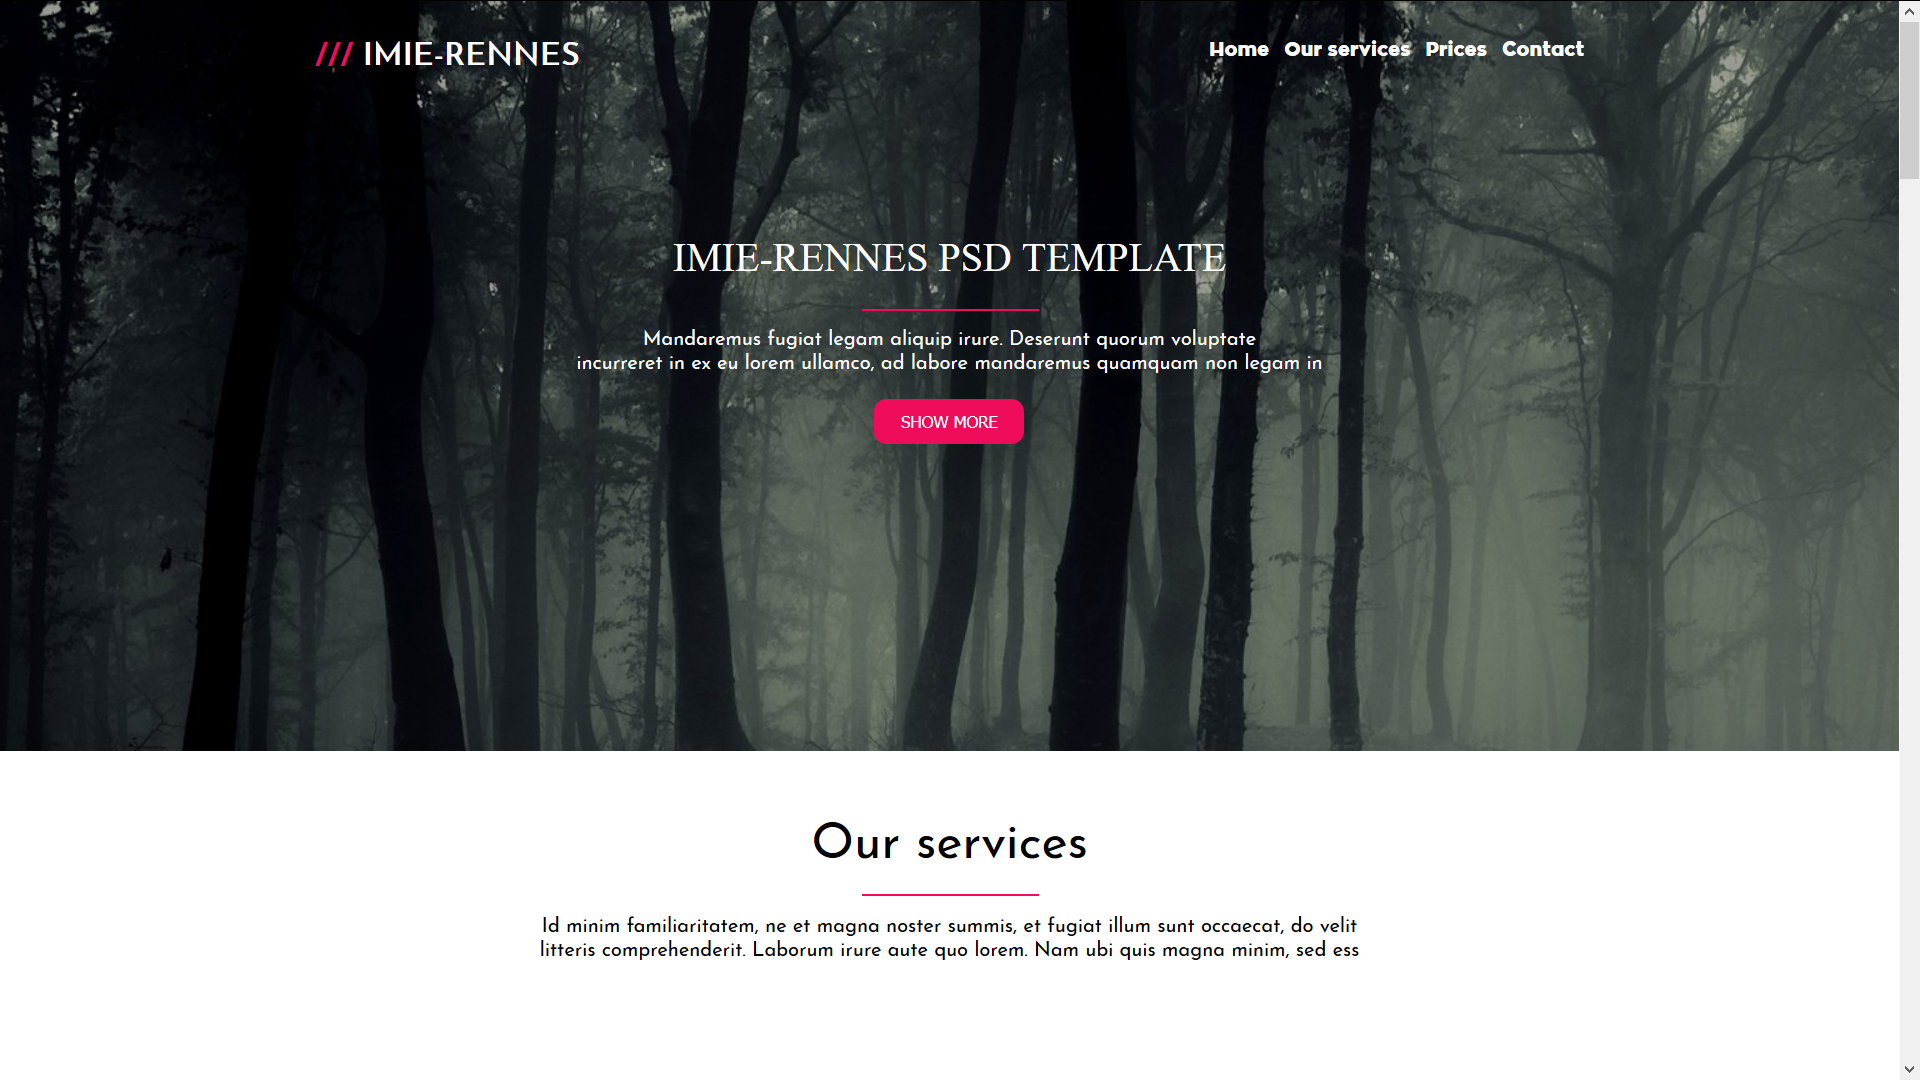 /// IMIE-RENNES
Home Our services Prices Contact
IMIE-RENNES PSD TEMPLATE
Mandaremus fugiat legam aliquip irure. Deserunt quorum voluptate
incurreret in ex eu lorem ullamco, ad labore mandaremus quamquam non legam in
SHOW MORE
Our services
Id minim familiaritatem, ne et magna noster summis, et fugiat illum sunt occaecat, do velit
litteris comprehenderit. Laborum irure aute quo lorem. Nam ubi quis magna minim, sed ess